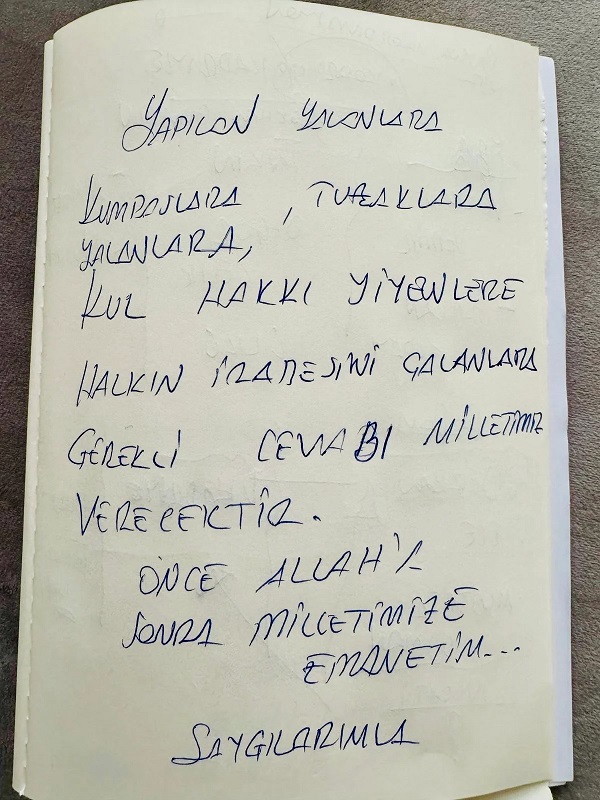 YAPILAN YALANLARA
KUMPASLARA, TUZAKLARA
YALANLARA,
KUL HAKKI YİYENLERE
HALKIN İRADESİNİ ÇALANLARA
GEREKLİ CEVABI MİLLETİMİZ
VERECEKTİR.
ÖNCE ALLAH'A
SONRA MİLLETİMİZE
EMANETİM...
SAYGILARIMLA